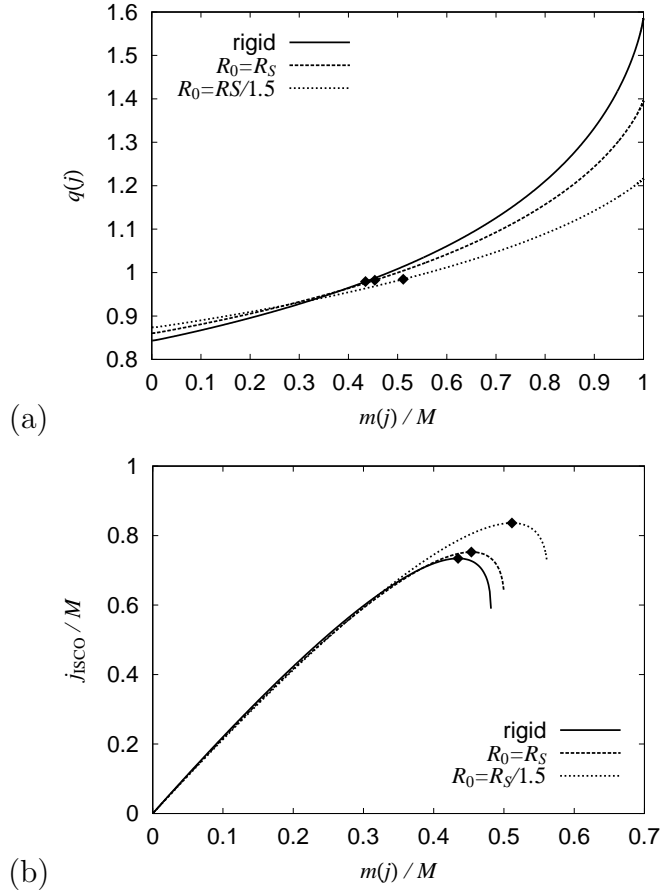 1.6
1.5
1.4
1.3
1.2
1.1
1
0.9
0.8
q(j)
rigid
R0=RS
R0=RS/1.5
0 0.1 0.2 0.3 0.4 0.5 0.6 0.7 0.8 0.9 1
m(j) / M
(a)
1
0.8
0.6
0.4
0.2
0
jISCO / M
rigid
R0=RS
R0=RS/1.5
0 0.1 0.2 0.3 0.4 0.5 0.6 0.7
m(j) / M
(b)